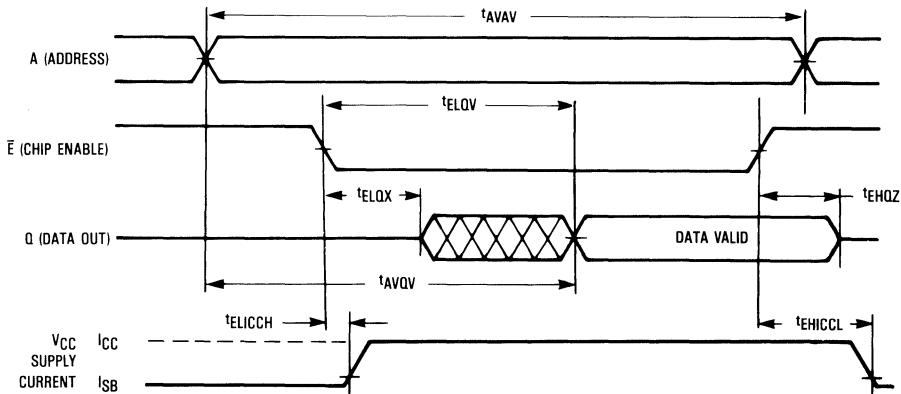 tAVAV
A (ADDRESS)
tELQV
E̅ (CHIP ENABLE)
tELQX
tEHQZ
Q (DATA OUT)
DATA VALID
tAVQV
tELICCH
tEHICCL
VCC ICC
SUPPLY
CURRENT ISB